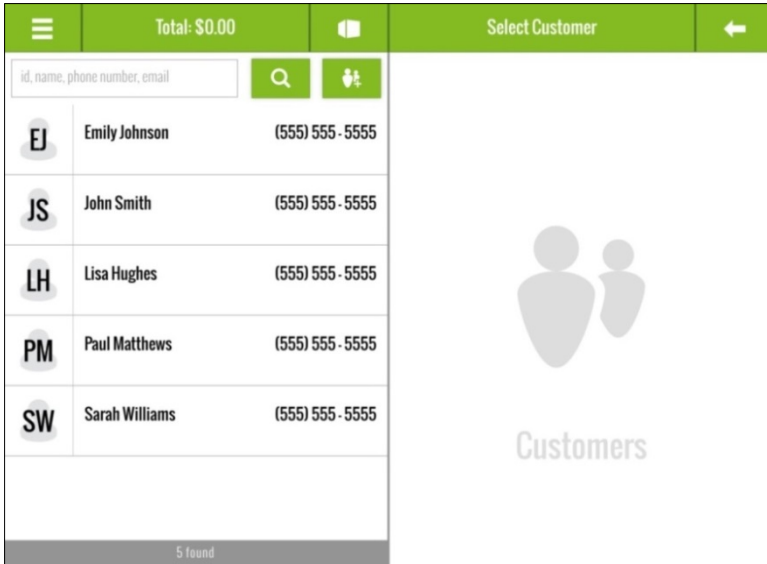 Total: $0.00
Select Customer
id, name, phone number, email
EJ Emily Johnson (555) 555 - 5555
JS John Smith (555) 555 - 5555
LH Lisa Hughes (555) 555 - 5555
PM Paul Matthews (555) 555 - 5555
SW Sarah Williams (555) 555 - 5555
5 found
Customers